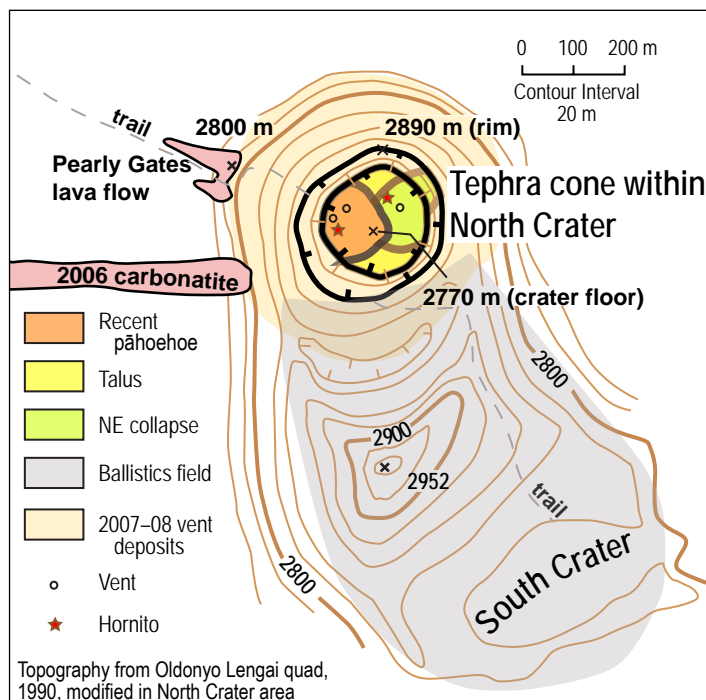 0 100 200 m
Contour Interval
20 m
trail
2800 m
2890 m (rim)
Pearly Gates
lava flow
Tephra cone within
North Crater
2006 carbonatite
2770 m (crater floor)
Recent
pāhoehoe
Talus
NE collapse
Ballistics field
2007–08 vent
deposits
Vent
Hornito
2800
2900
2952
trail
South Crater
2800
Topography from Oldonyo Lengai quad,
1990, modified in North Crater area